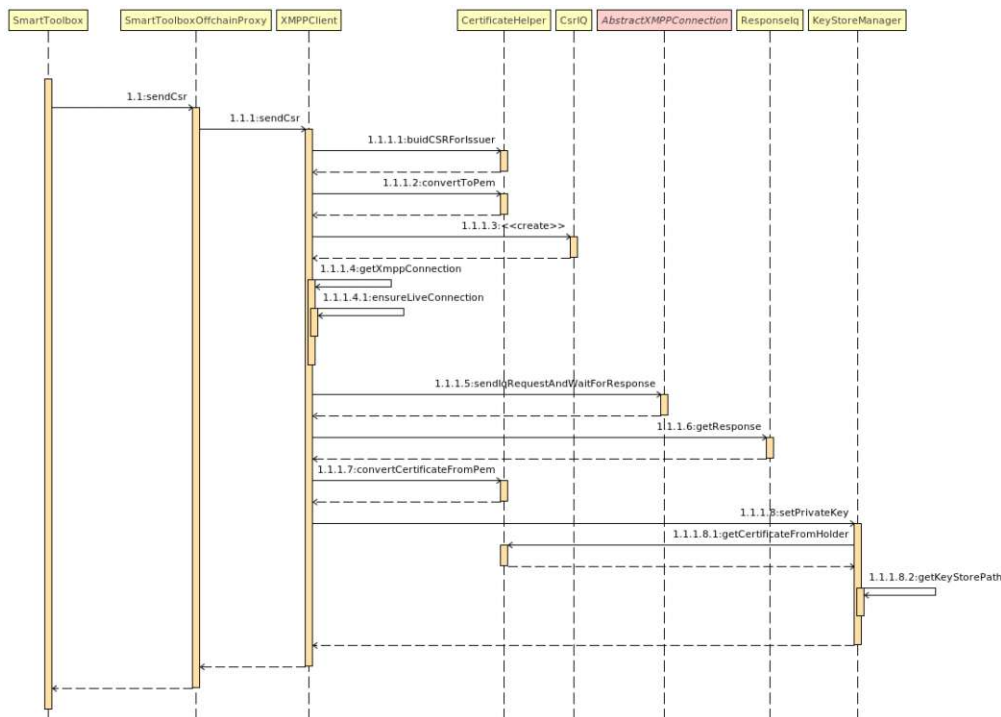 SmartToolbox SmartToolboxOffchainProxy XMPPClient CertificateHelper CsrIQ AbstractXMPPConnection ResponseIq KeyStoreManager
1.1:sendCsr
1.1.1:sendCsr
1.1.1.1:buidCSRForIssuer
1.1.1.2:convertToPem
1.1.1.3:<<create>>
1.1.1.4:getXmppConnection
1.1.1.4.1:ensureLiveConnection
1.1.1.5:sendIqRequestAndWaitForResponse
1.1.1.6:getResponse
1.1.1.7:convertCertificateFromPem
1.1.1.8:setPrivateKey
1.1.1.8.1:getCertificateFromHolder
1.1.1.8.2:getKeyStorePath